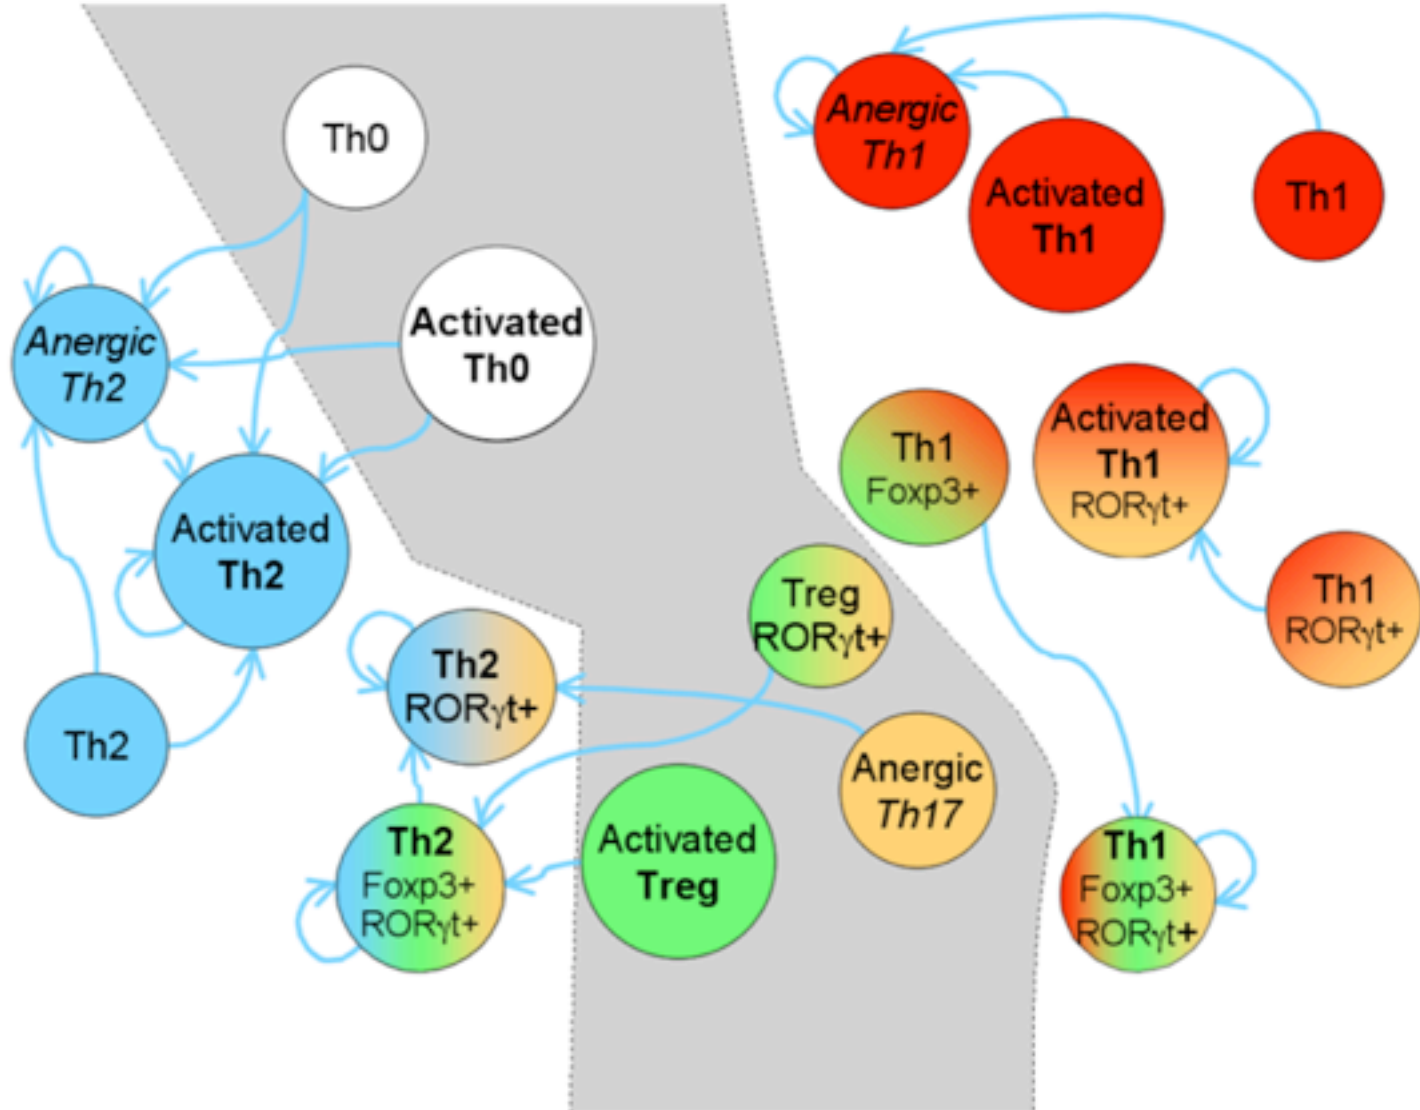 Th0
Anergic
Th1
Activated
Th1
Th1
Anergic
Th2
Activated
Th0
Th1
Foxp3+
Activated
Th1
RORγt+
Activated
Th2
Treg
RORγt+
Th1
RORγt+
Th2
RORγt+
Th2
Anergic
Th17
Th2
Foxp3+
RORγt+
Activated
Treg
Th1
Foxp3+
RORγt+